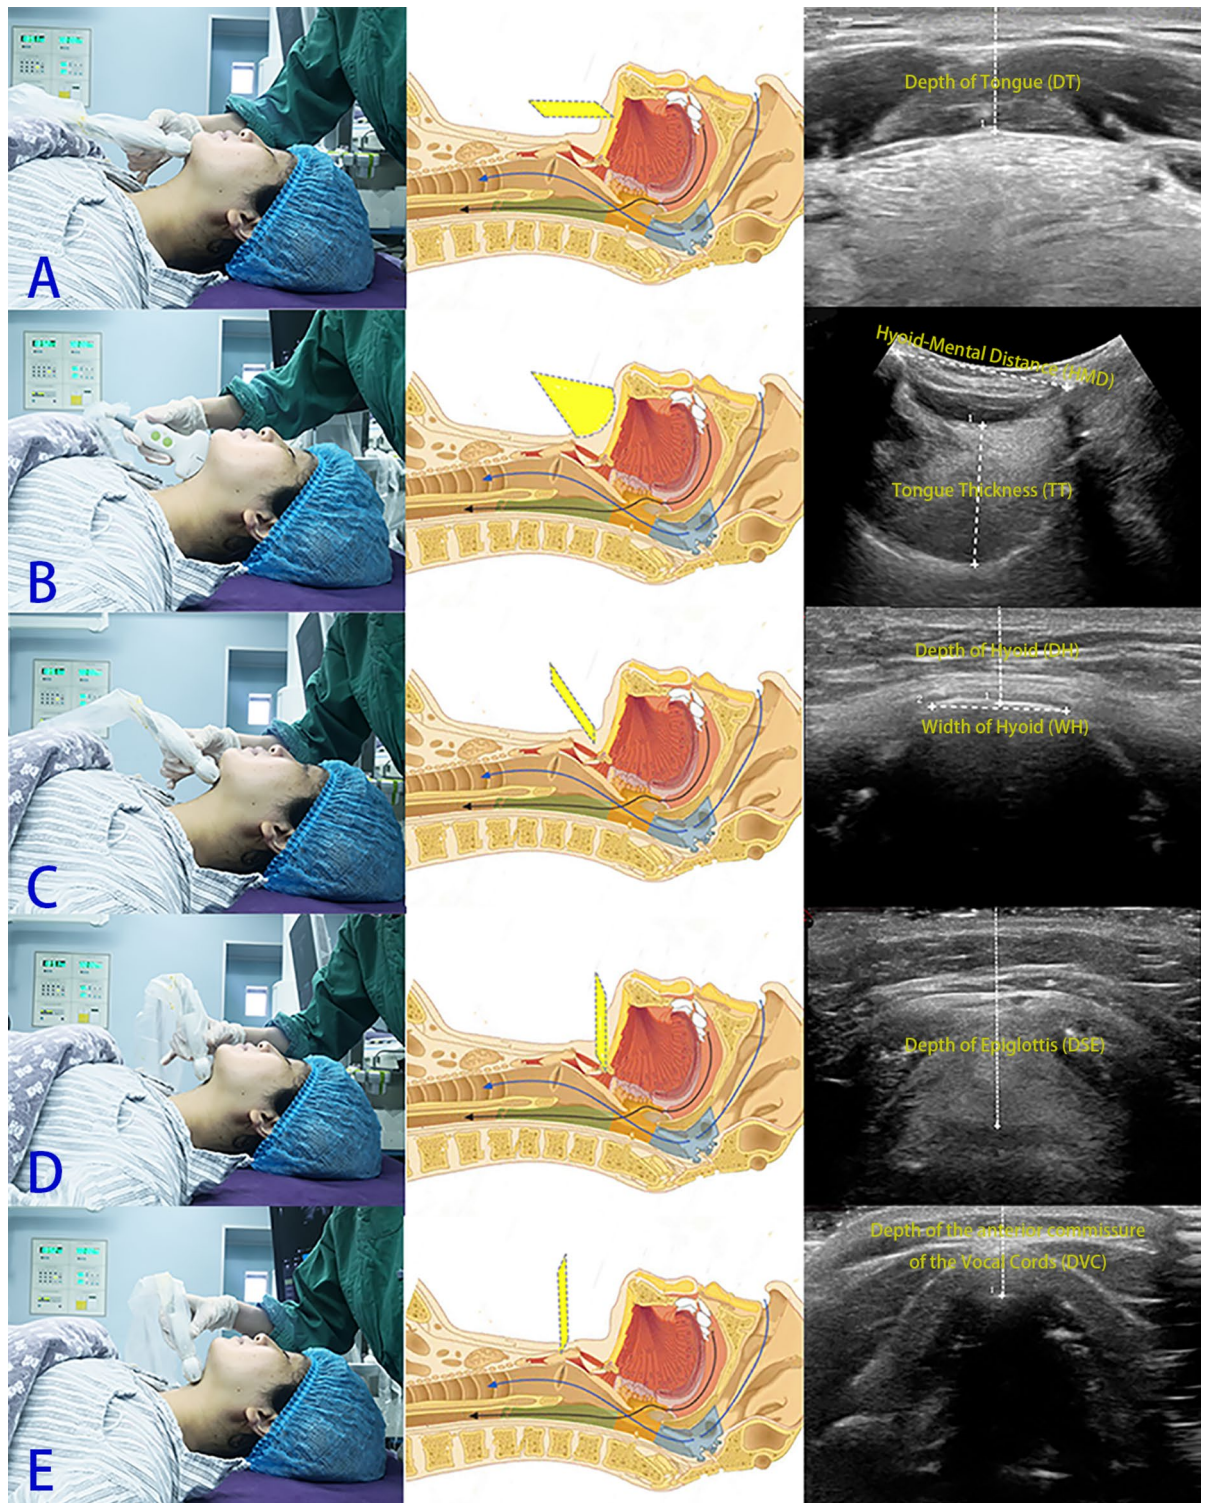 Depth of Tongue (DT)
A
Hyoid-Mental Distance (HMD)
Tongue Thickness (TT)
B
Depth of Hyoid (DH)
Width of Hyoid (WH)
C
Depth of Epiglottis (DSE)
D
Depth of the anterior commissure
of the Vocal Cords (DVC)
E